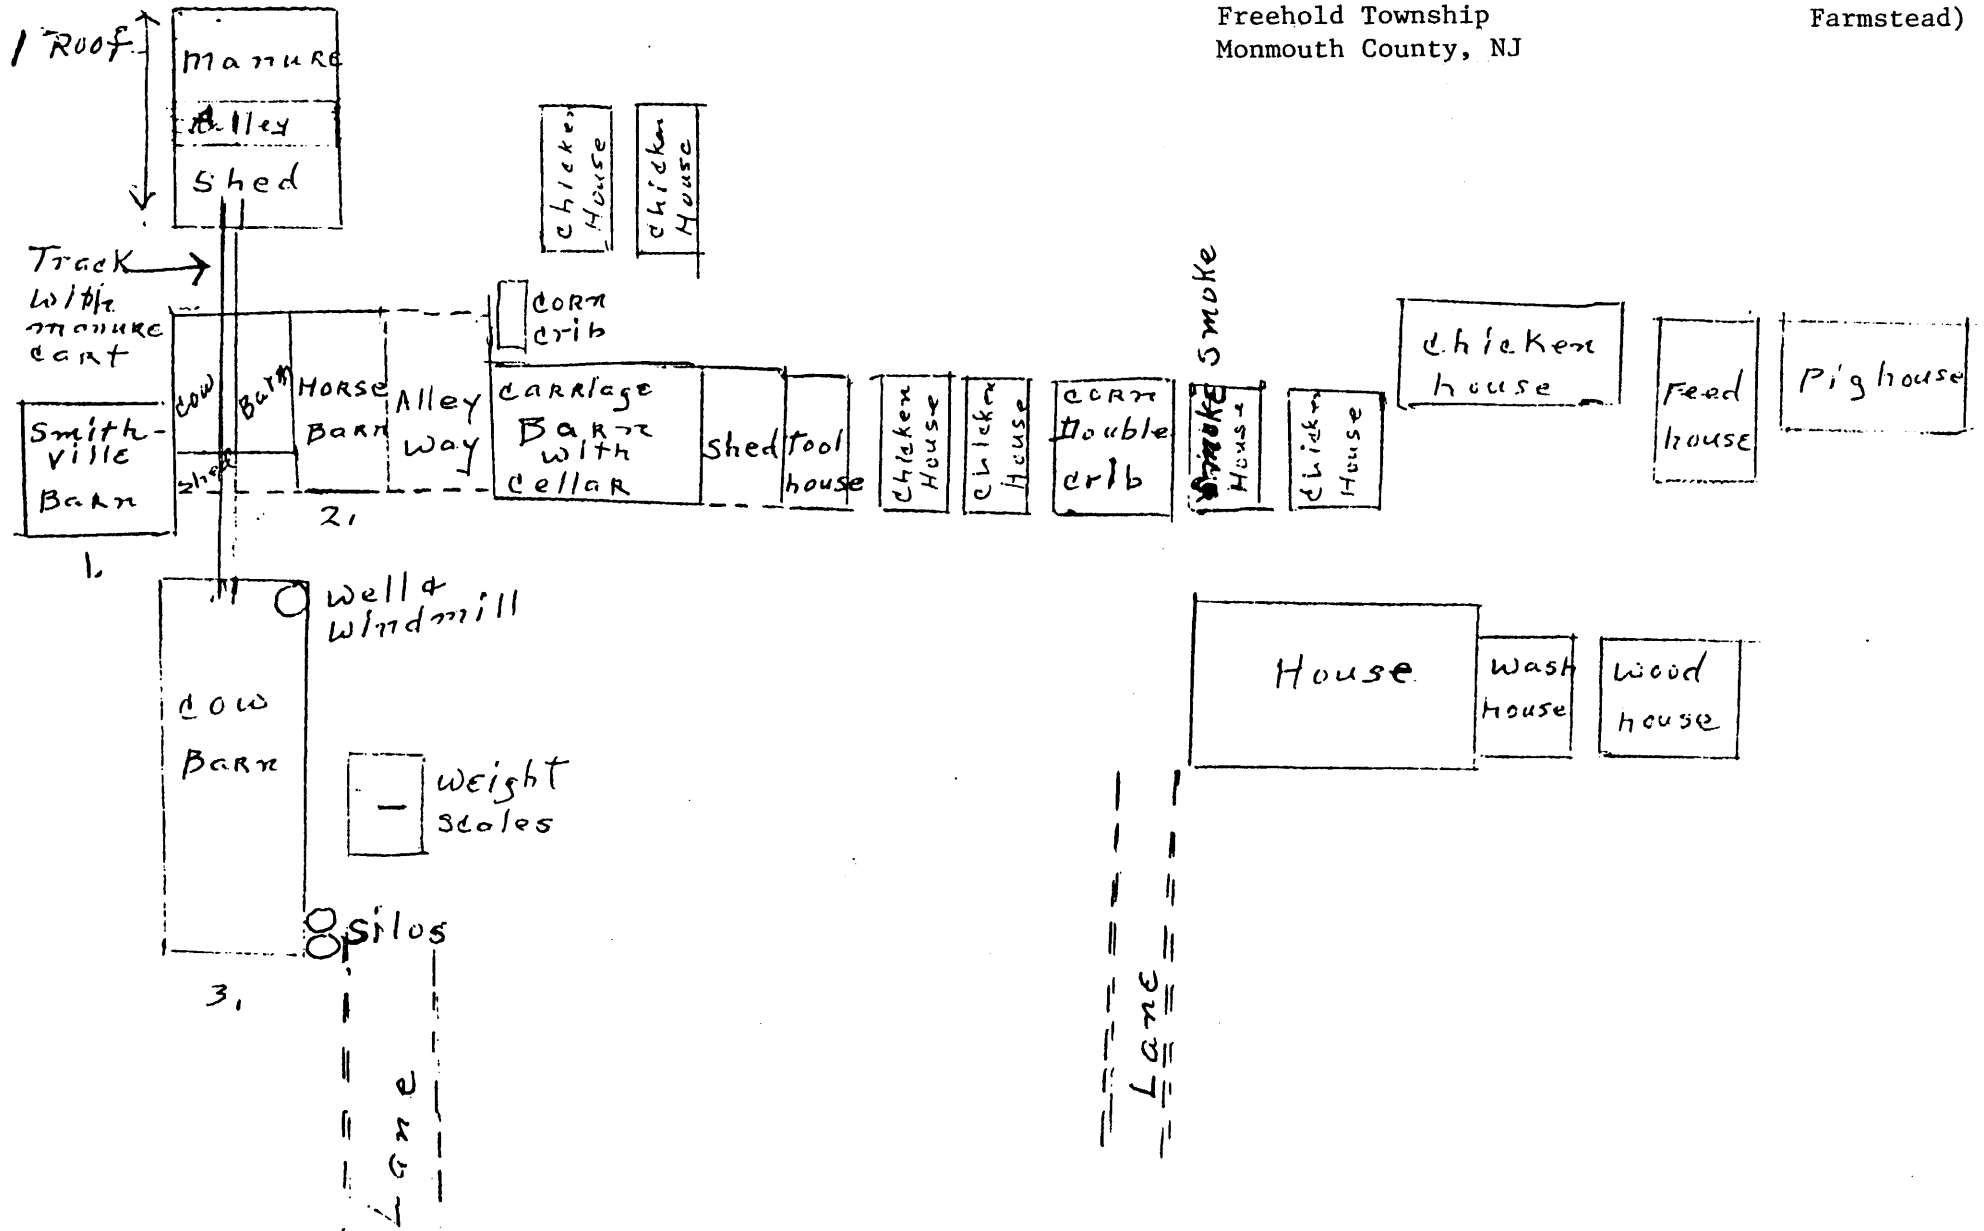 Freehold Township
Monmouth County, NJ
Farmstead)
1 Roof
Manure
Alley
Shed
Chicken
House
Chicken
House
Track
with
manure
cart
Corn
crib
Cow
Barn
Shed
Horse
Barn
Alley
Way
Carriage
Barn
with
Cellar
Shed
Tool
house
Chicken
House
Chicken
House
Corn
Double
crib
Smoke
Smoke
House
Chicken
House
Chicken
house
Feed
house
Pighouse
Smith-
ville
Barn
1.
2.
Well &
Windmill
Cow
Barn
Weight
scales
Silos
3.
Lane
House
Wash
House
Wood
house
Lane